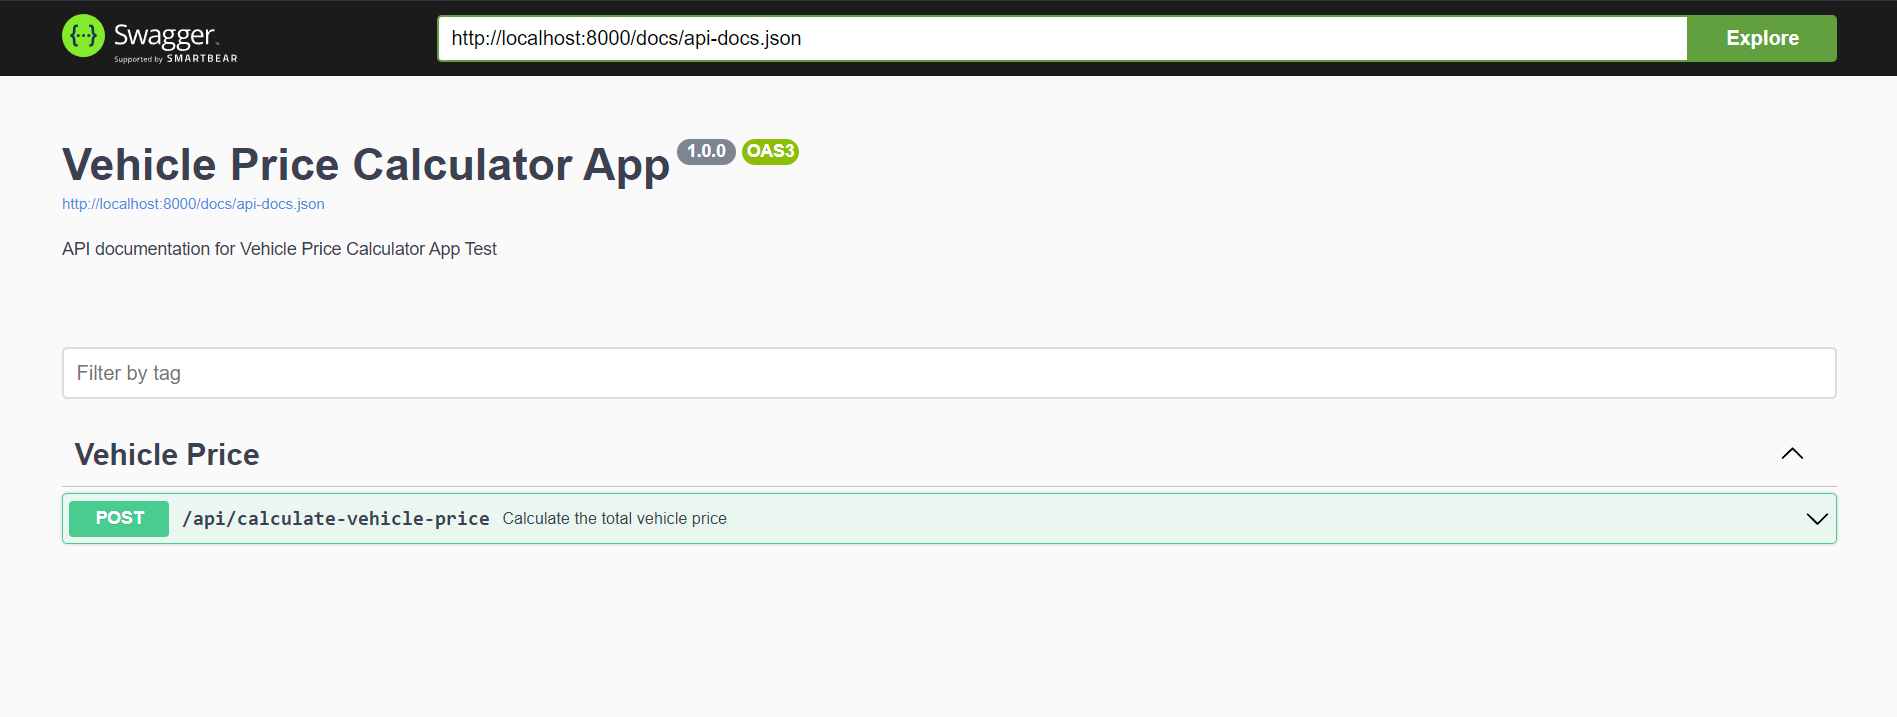 {···} Swagger™
Supported by SMARTBEAR
http://localhost:8000/docs/api-docs.json
Explore
Vehicle Price Calculator App 1.0.0 OAS3
http://localhost:8000/docs/api-docs.json
API documentation for Vehicle Price Calculator App Test
Filter by tag
Vehicle Price
POST /api/calculate-vehicle-price Calculate the total vehicle price